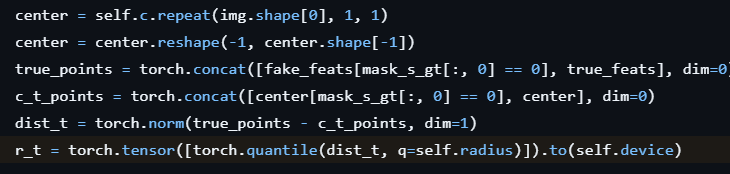 center = self.c.repeat(img.shape[0], 1, 1)
center = center.reshape(-1, center.shape[-1])
true_points = torch.concat([fake_feats[mask_s_gt[:, 0] == 0], true_feats], dim=0)
c_t_points = torch.concat([center[mask_s_gt[:, 0] == 0], center], dim=0)
dist_t = torch.norm(true_points - c_t_points, dim=1)
r_t = torch.tensor([torch.quantile(dist_t, q=self.radius)]).to(self.device)